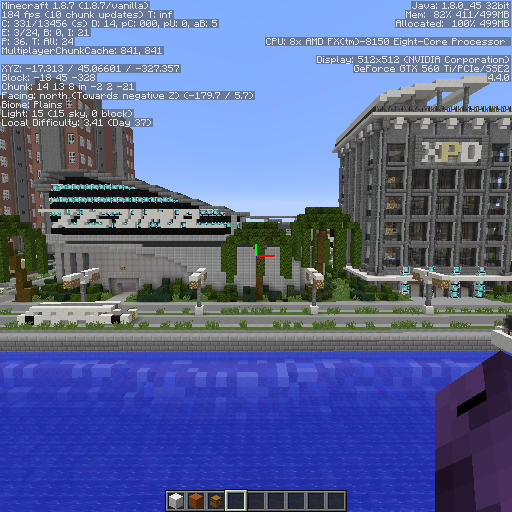 Minecraft 1.8.7 (1.8.7/vanilla)
184 fps (10 chunk updates) T: inf
C: 331/13456 (s) D: 14, pC: 000, pU: 0, aB: 5
E: 3/24, B: 0, I: 21
P: 36. T: All: 24
MultiplayerChunkCache: 841, 841
XYZ: -17.313 / 45.06601 / -327.357
Block: -18 45 -328
Chunk: 14 13 8 in -2 2 -21
Facing: north (Towards negative Z) (-179.7 / 5.7)
Biome: Plains
Light: 15 (15 sky, 0 block)
Local Difficulty: 3.41 (Day 37)
Java: 1.8.0_45 32bit
Mem: 82% 411/499MB
Allocated: 100% 499MB
CPU: 8x AMD FX(tm)-8150 Eight-Core Processor
Display: 512x512 (NVIDIA Corporation)
GeForce GTX 560 Ti/PCIe/SSE2
4.4.0
XPD